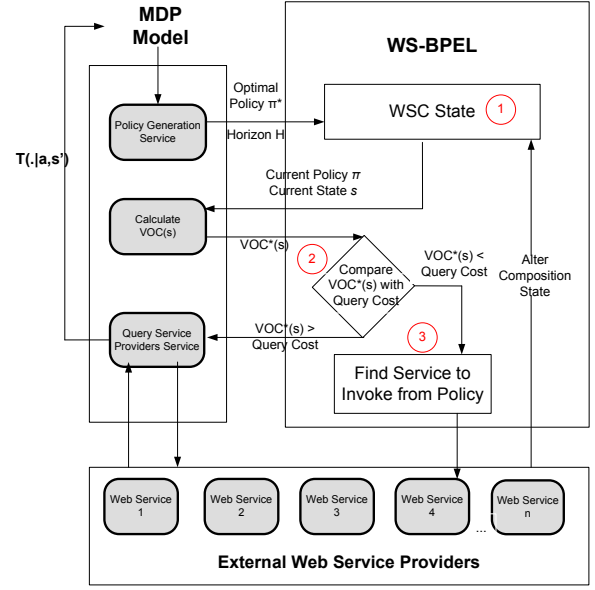 MDP
Model
WS-BPEL
Optimal
Policy π*
Horizon H
WSC State
1
Policy Generation
Service
T(.|a,s')
Current Policy π
Current State s
Calculate
VOC(s)
VOC*(s)
2
Compare
VOC*(s) with
Query Cost
VOC*(s) <
Query Cost
Alter
Composition
State
Query Service
Providers Service
VOC*(s) >
Query Cost
3
Find Service to
Invoke from Policy
Web Service
1
Web Service
2
Web Service
3
Web Service
4
...
Web Service
n
External Web Service Providers